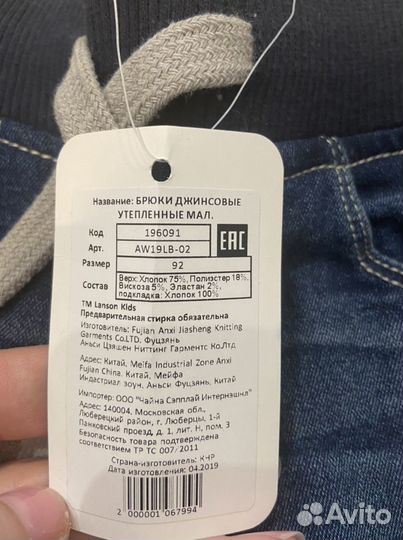 Название: БРЮКИ ДЖИНСОВЫЕ
УТЕПЛЕННЫЕ МАЛ.
Код 196091
Арт. AW19LB-02
EAC
Размер 92
Состав Верх: Хлопок 75%, Полиэстер 18%,
Вискоза 5%, Эластан 2%,
подкладка: Хлопок 100%
TM Lanson Kids
Предварительная стирка обязательна
Изготовитель: Fujian Anxi Jiasheng Knitting
Garments Co.LTD. Фуцзянь
Аньси Цзяшен Ниттинг Гарментс КоЛтд
Адрес: Китай, Meifa Industrial Zone Anxi
Fujian China. Китай, Мейфа
Индастриал зоун, Аньси Фуцзянь, Китай
Импортер: ООО "Чайна Сапплай Интернэшнл"
Адрес: 140004, Московская обл.,
Люберецкий район, г. Люберцы, 1-й
Панковский проезд, д. 1, лит. Н, пом. 3
Безопасность товара подтверждена
соответствием ТР ТС 007/2011
Страна-изготовитель: КНР
Дата изготовления: 04.2019
2 000001 067994
Avito